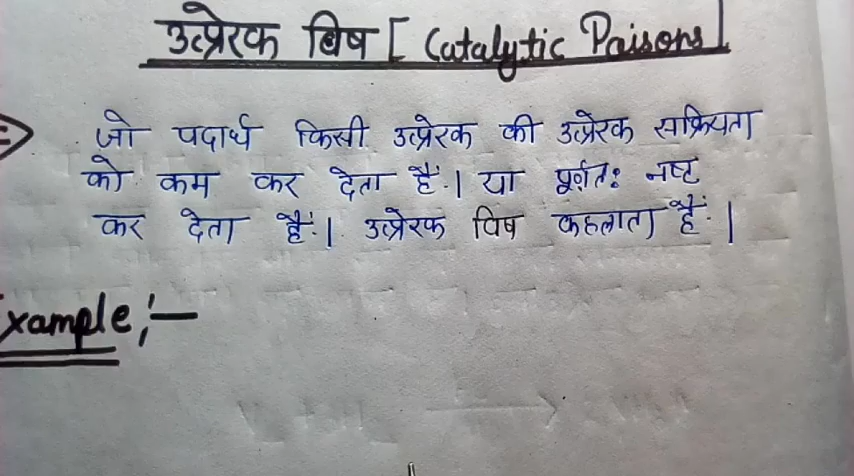 उत्प्रेरक विष [ Catalytic Paisons ]
जो पदार्थ किसी उत्प्रेरक की उत्प्रेरक सक्रियता
को कम कर देता हैं। या पूर्णतः नष्ट
कर देता हैं। उत्प्रेरक विष कहलाता हैं।
Example;-